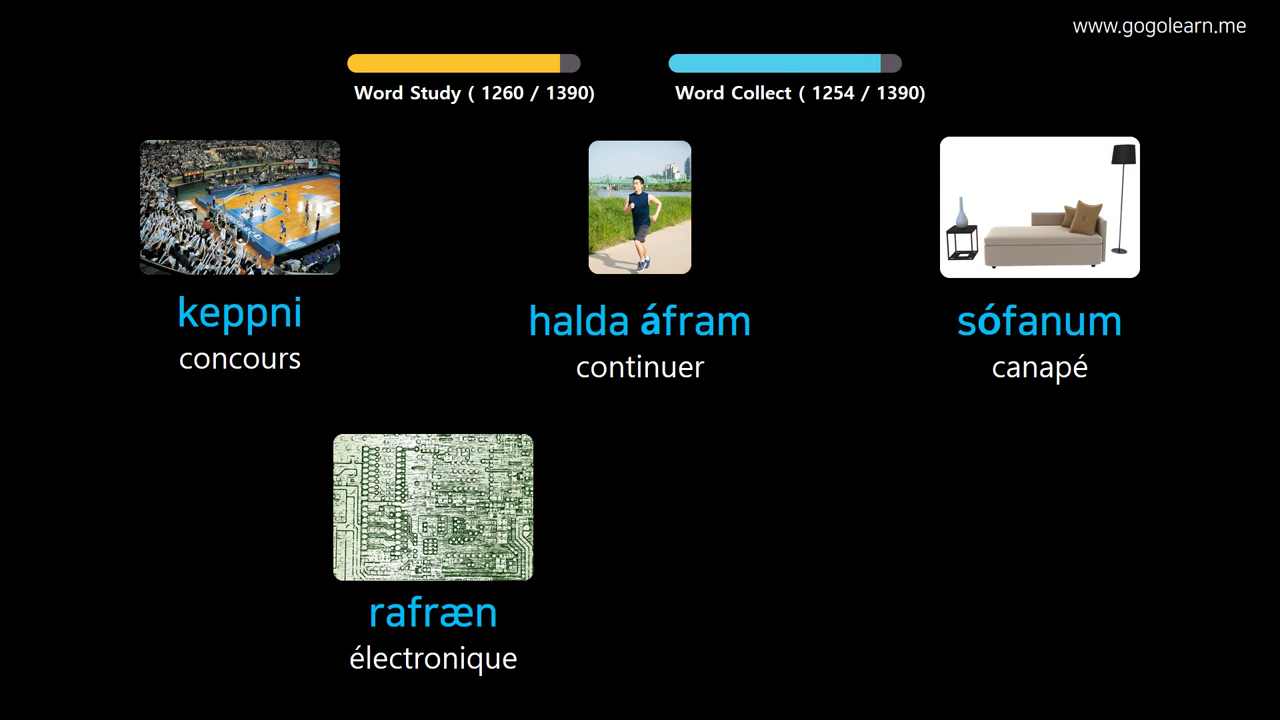 www.gogolearn.me
Word Study ( 1260 / 1390)
Word Collect ( 1254 / 1390)
keppni
concours
halda áfram
continuer
sófanum
canapé
rafræn
électronique